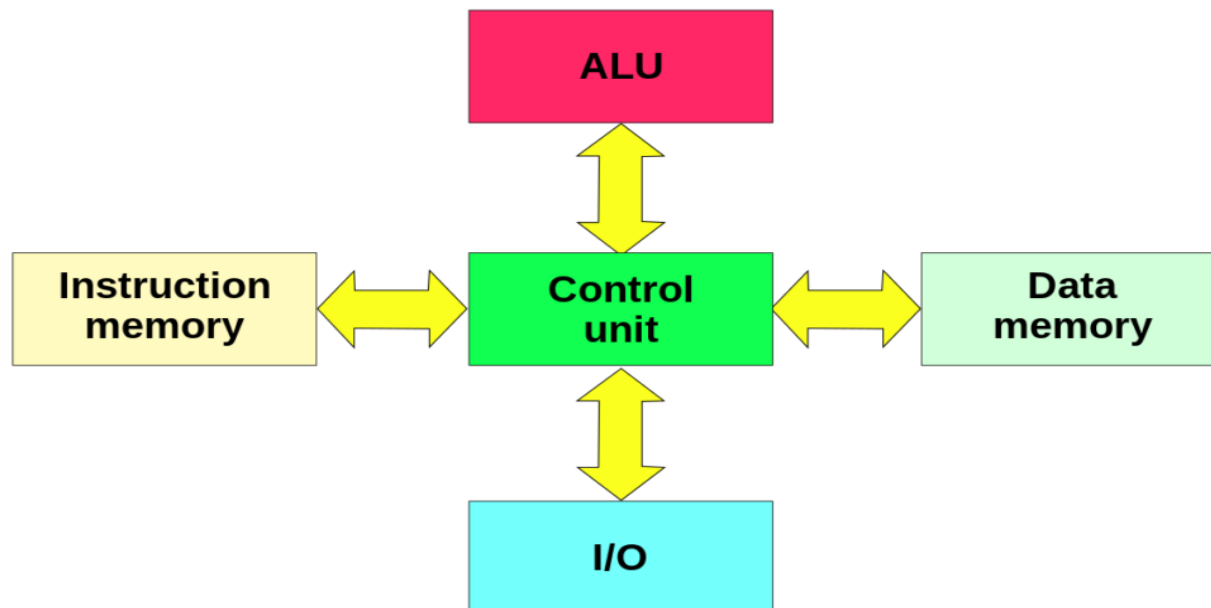 ALU
Instruction
memory
Control
unit
Data
memory
I/O